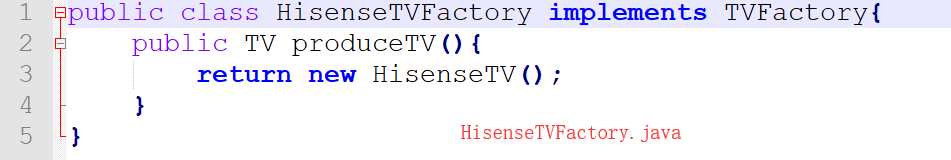 1 public class HisenseTVFactory implements TVFactory{
2 public TV produceTV(){
3 return new HisenseTV();
4 }
5 }
HisenseTVFactory.java